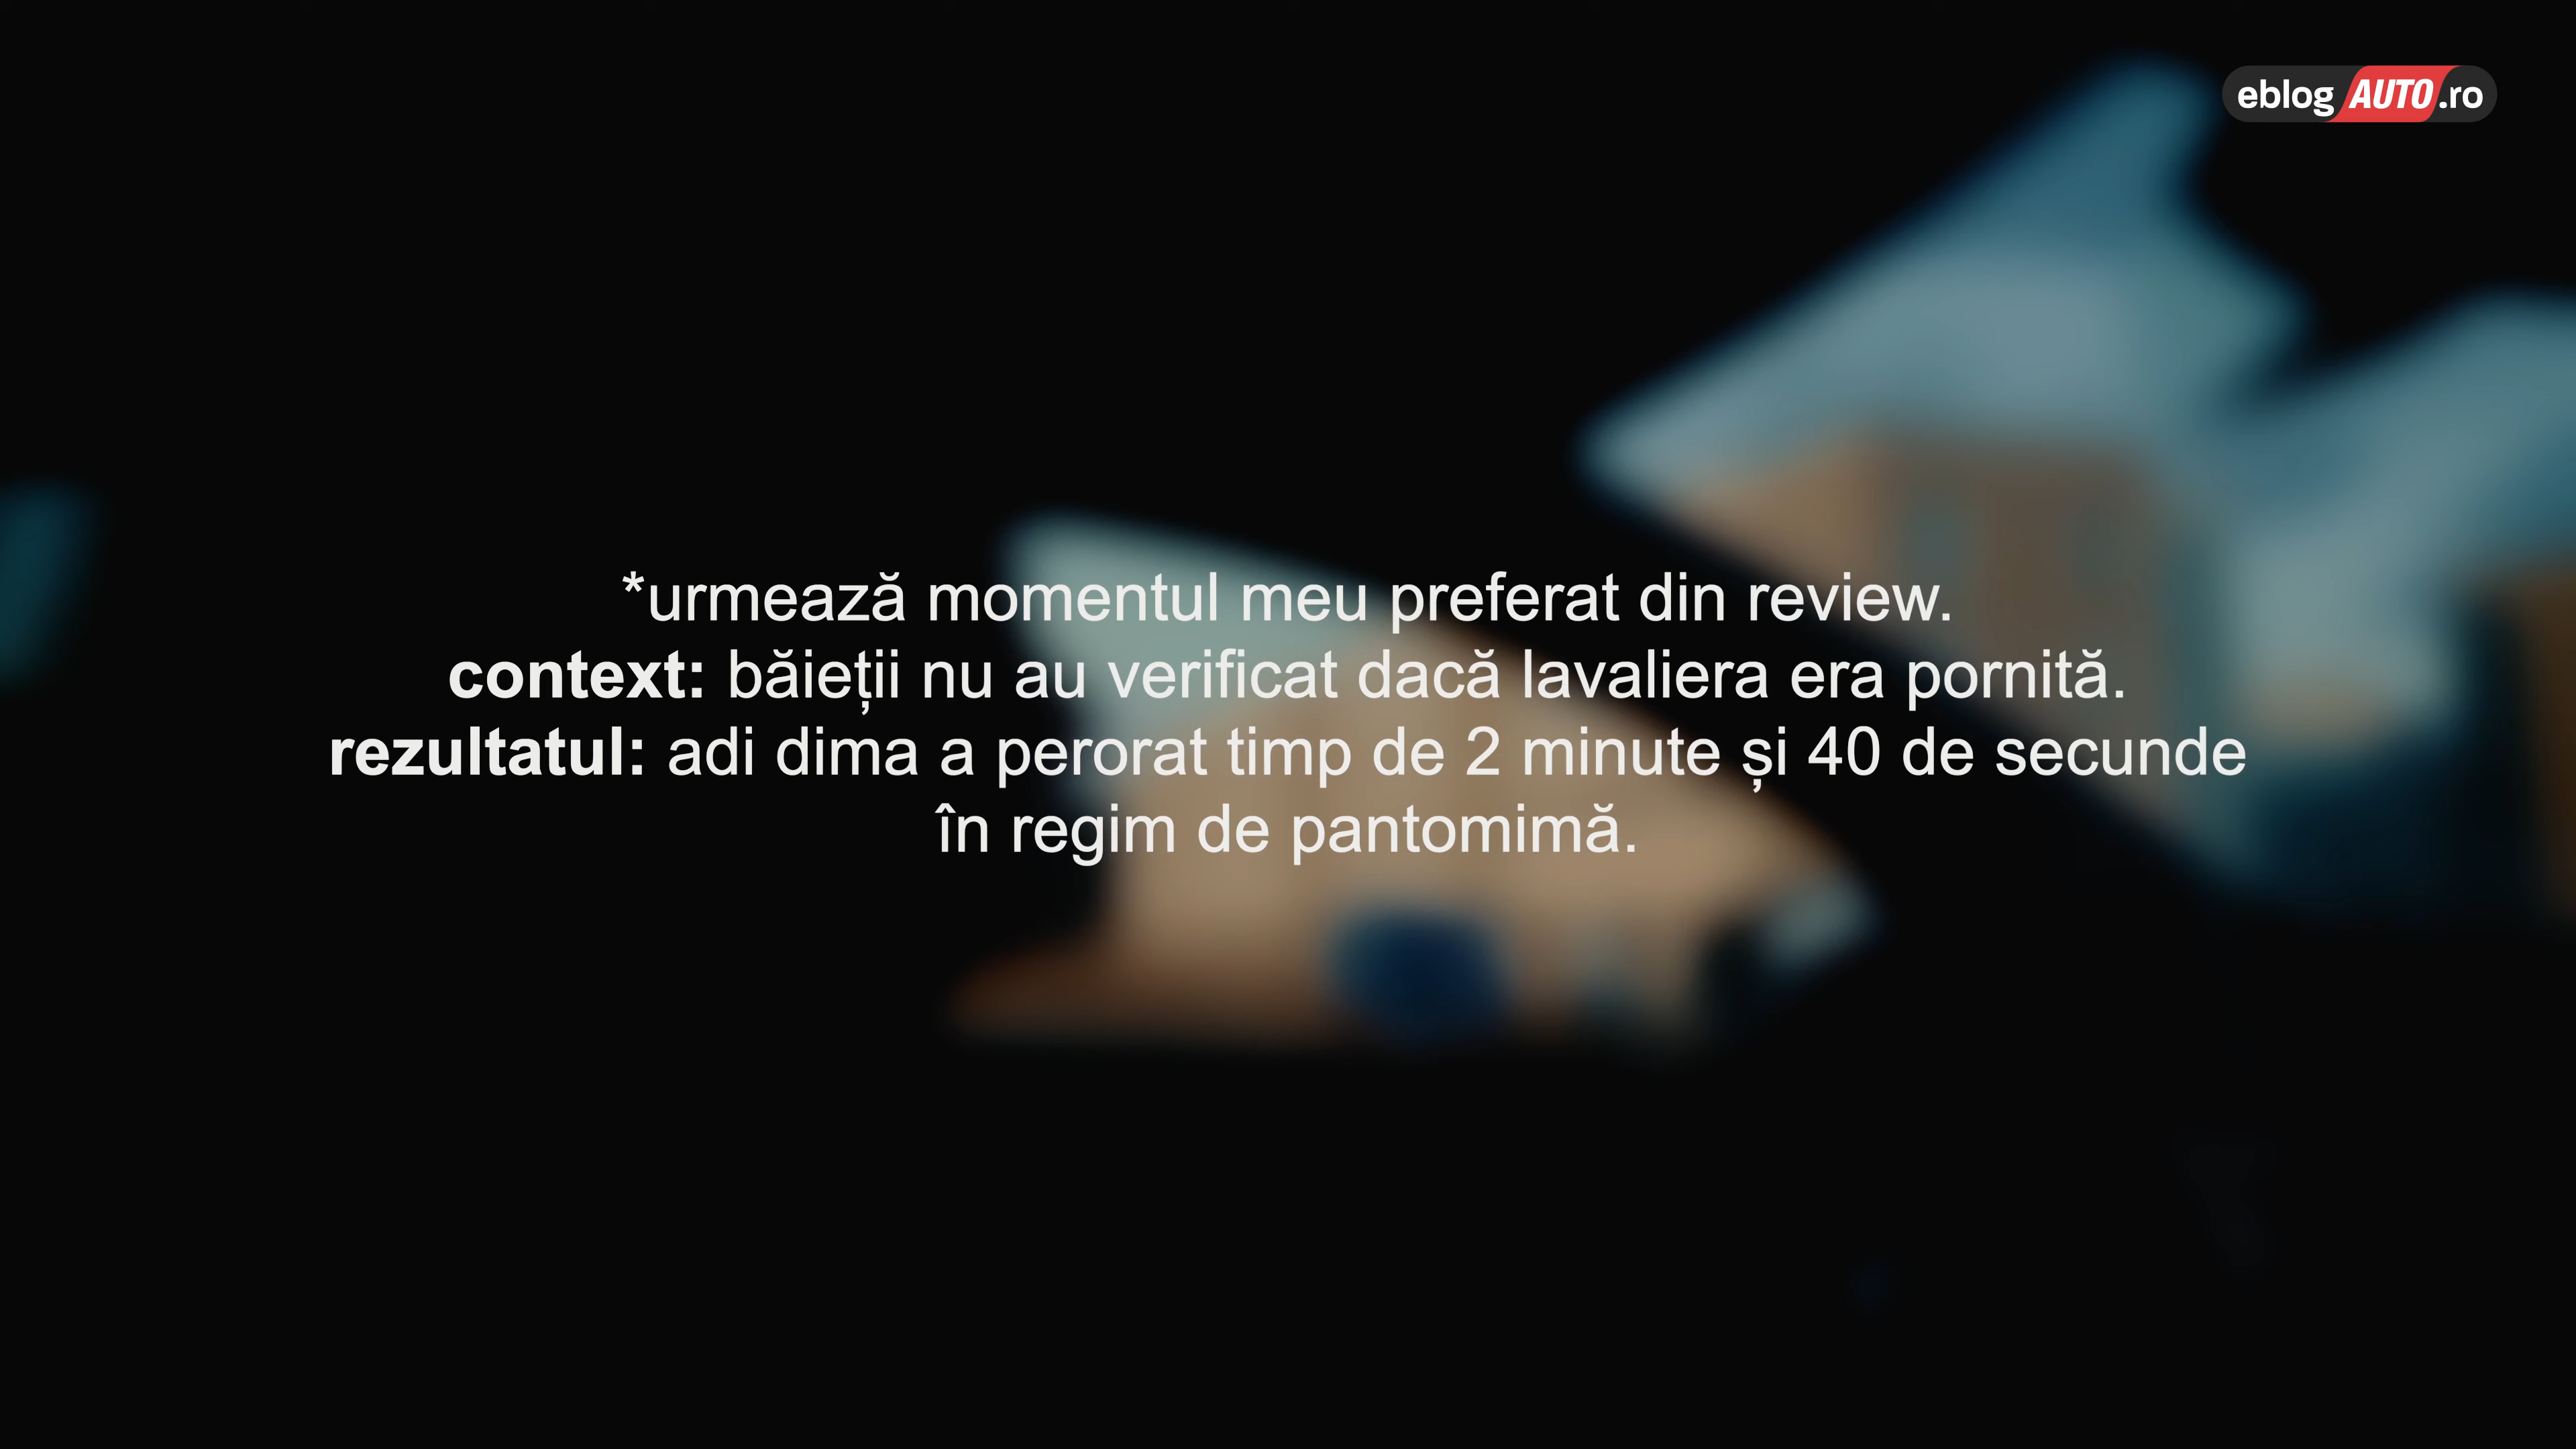 eblog AUTO.ro
*urmează momentul meu preferat din review.
context: băieții nu au verificat dacă lavaliera era pornită.
rezultatul: adi dima a perorat timp de 2 minute și 40 de secunde
în regim de pantomimă.